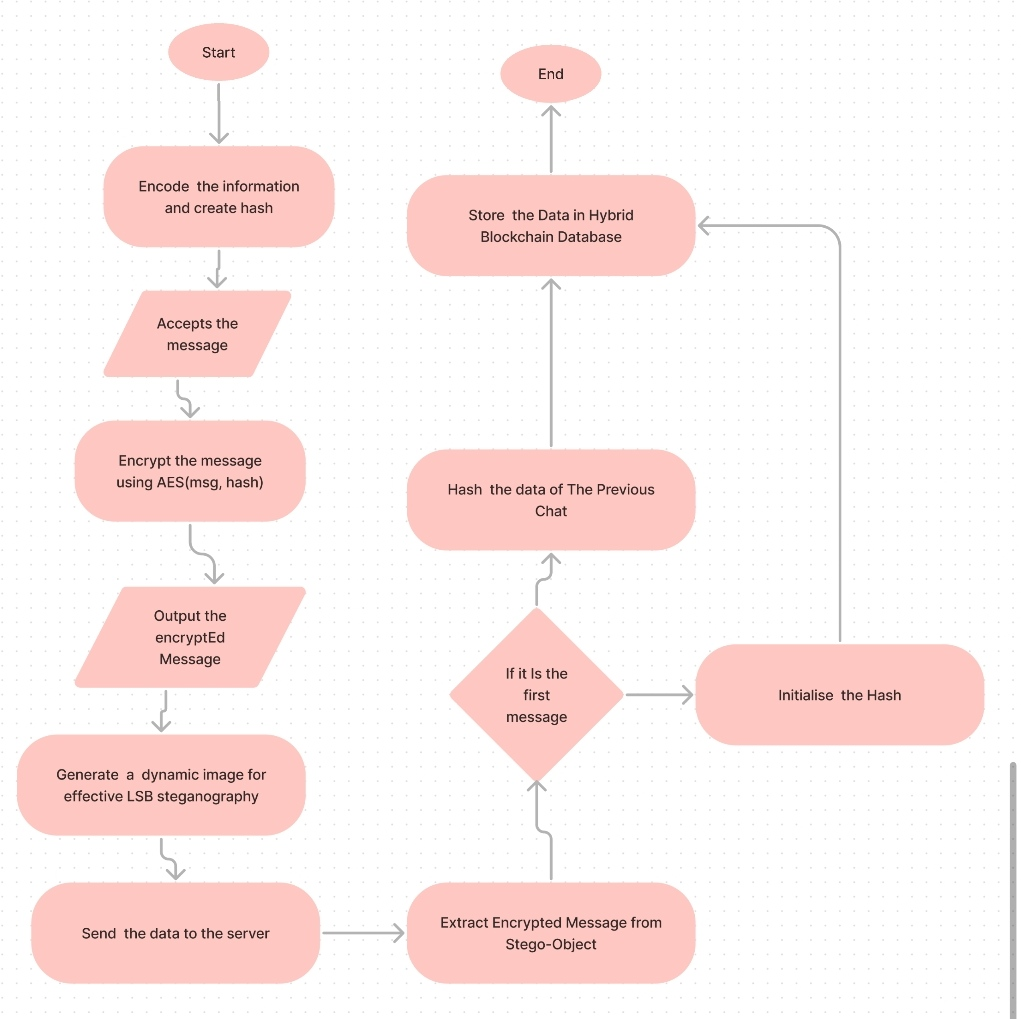 Start
Encode the information
and create hash
Accepts the
message
Encrypt the message
using AES(msg, hash)
Output the
encryptEd
Message
Generate a dynamic image for
effective LSB steganography
Send the data to the server
Extract Encrypted Message from
Stego-Object
If it Is the
first
message
Initialise the Hash
Hash the data of The Previous
Chat
Store the Data in Hybrid
Blockchain Database
End